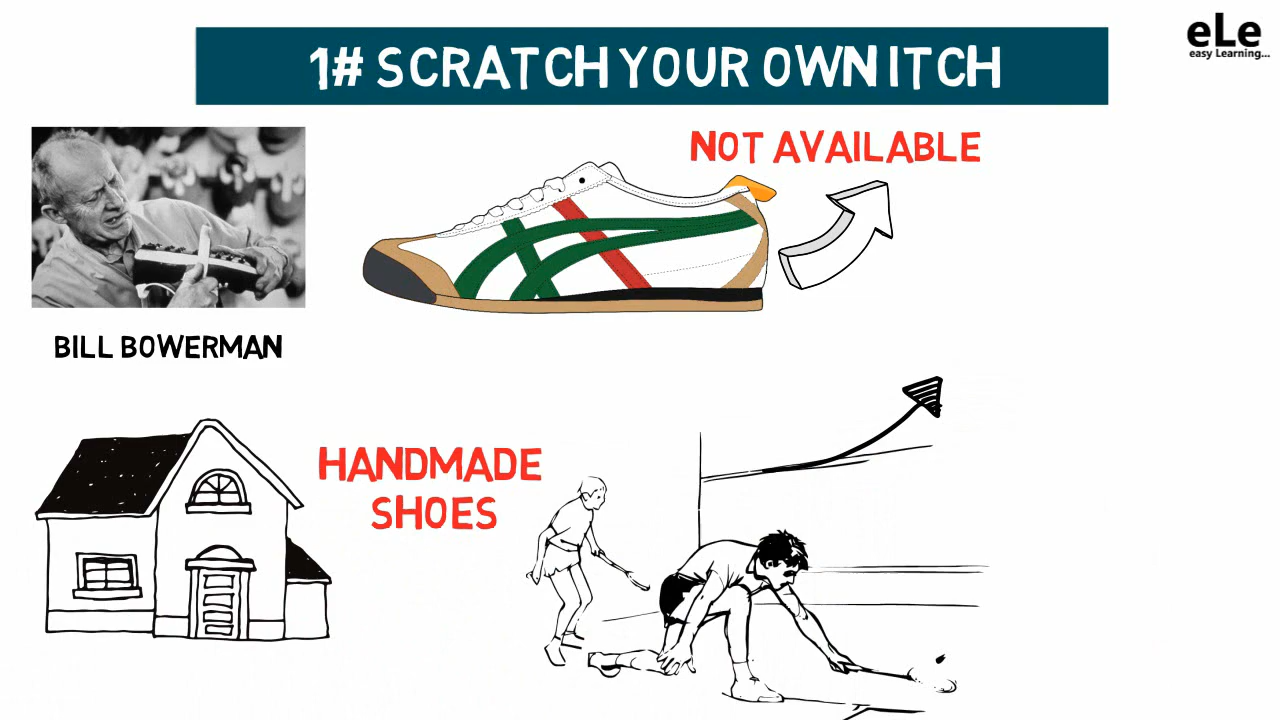 1# SCRATCH YOUR OWN ITCH
eLe
easy Learning...
NOT AVAILABLE
BILL BOWERMAN
HANDMADE
SHOES